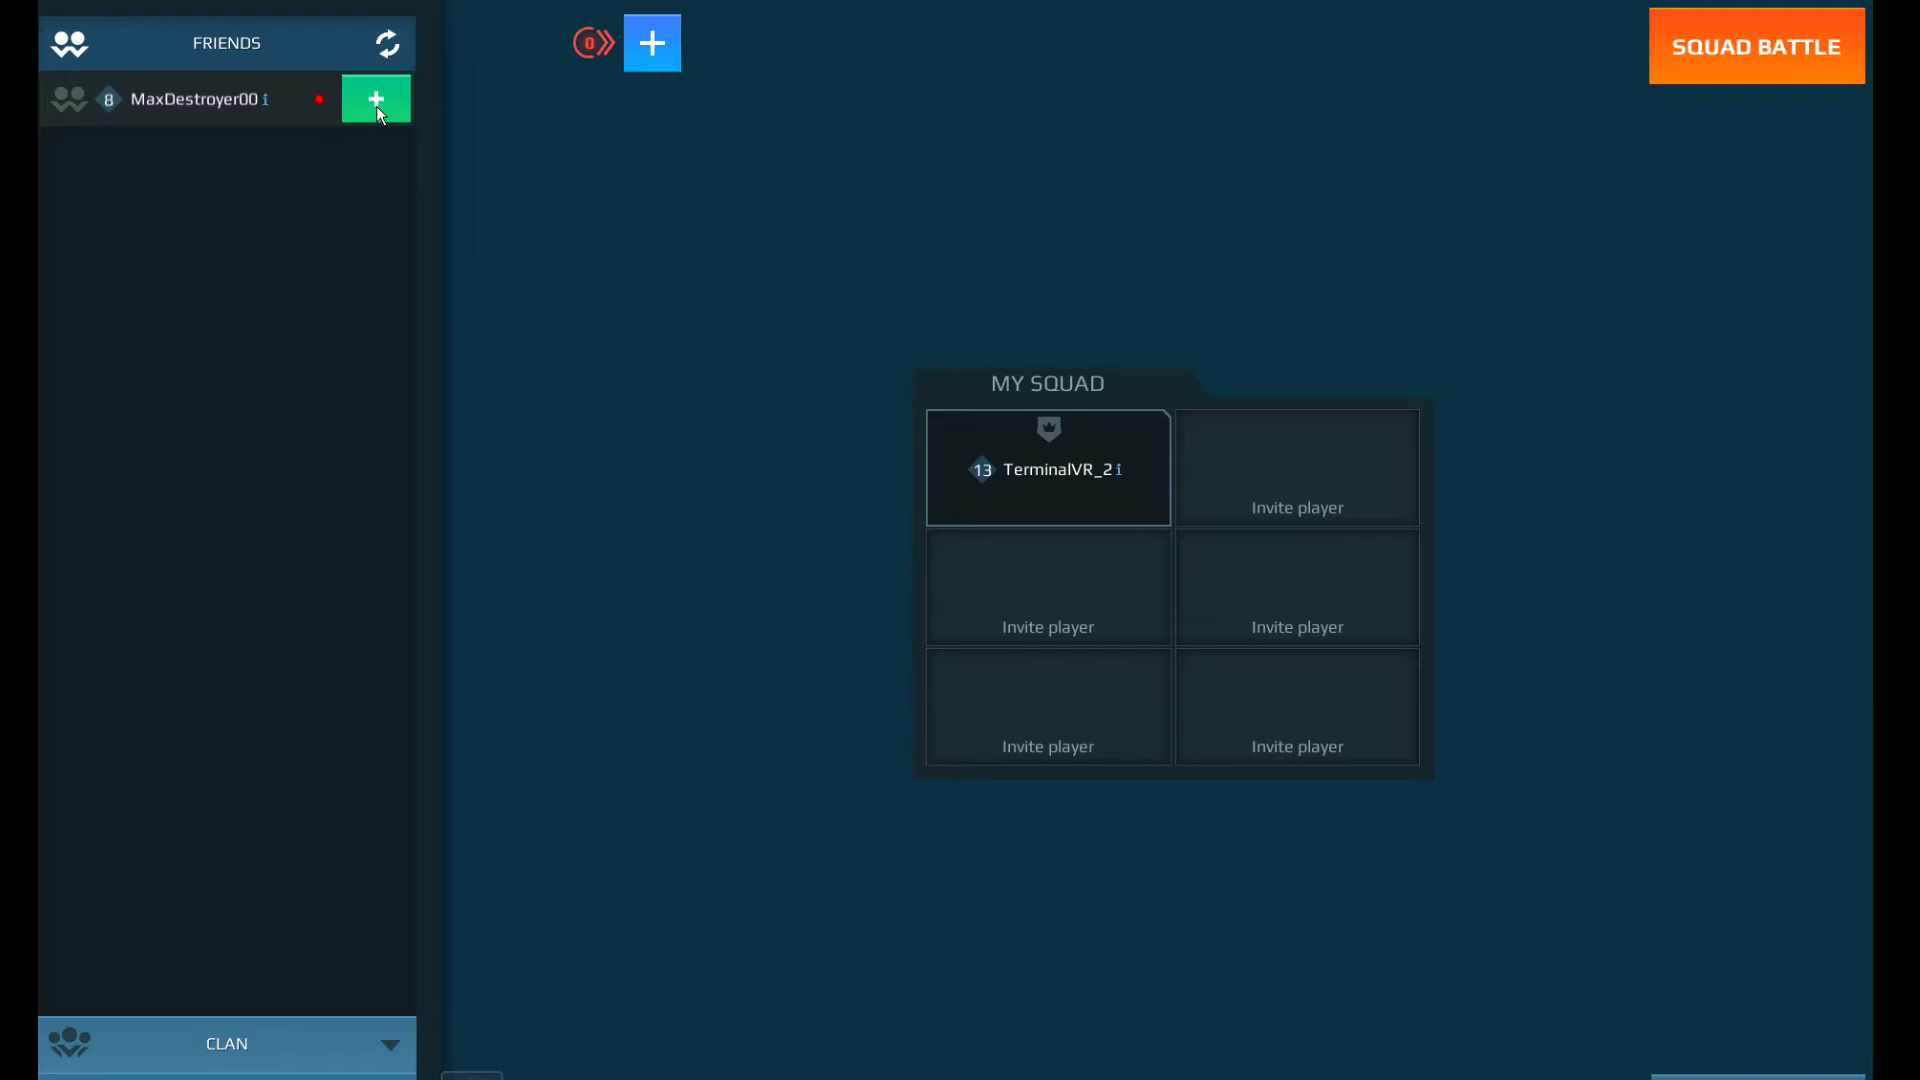 FRIENDS
8 MaxDestroyer00 i
0
SQUAD BATTLE
MY SQUAD
13 TerminalVR_2 i
Invite player
Invite player
Invite player
Invite player
Invite player
CLAN